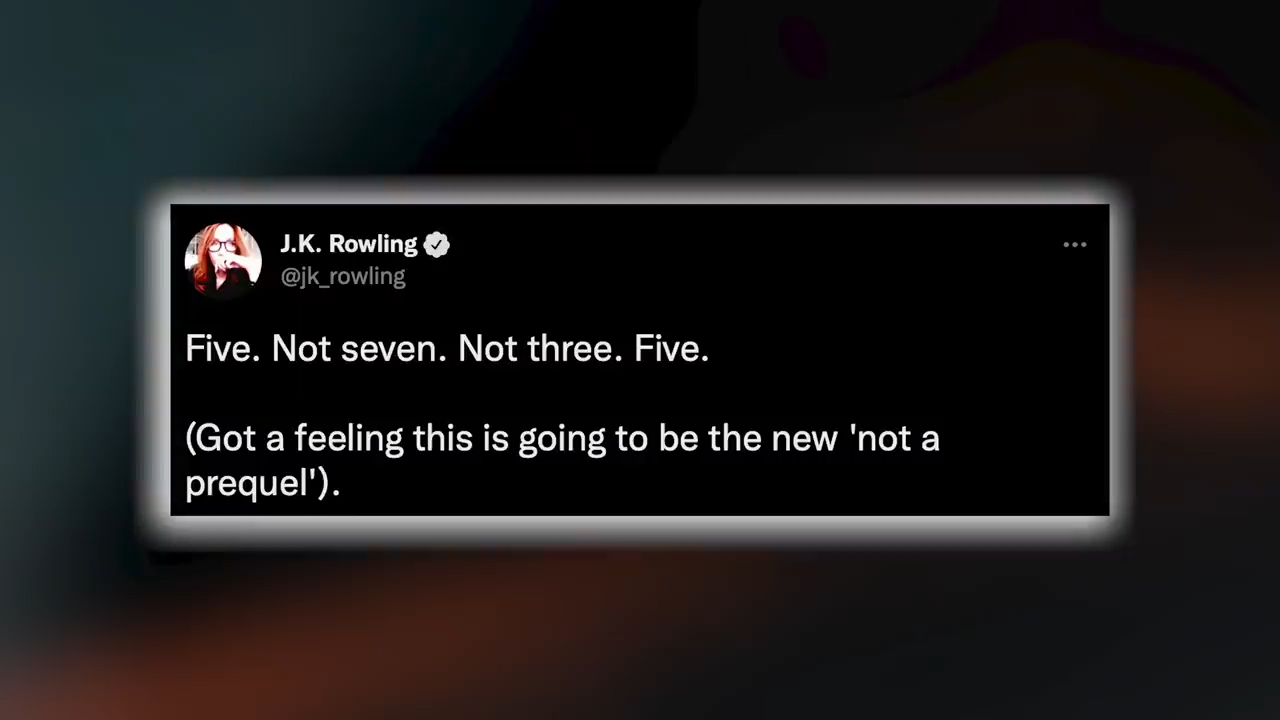 J.K. Rowling
@jk_rowling
Five. Not seven. Not three. Five.
(Got a feeling this is going to be the new 'not a
prequel').